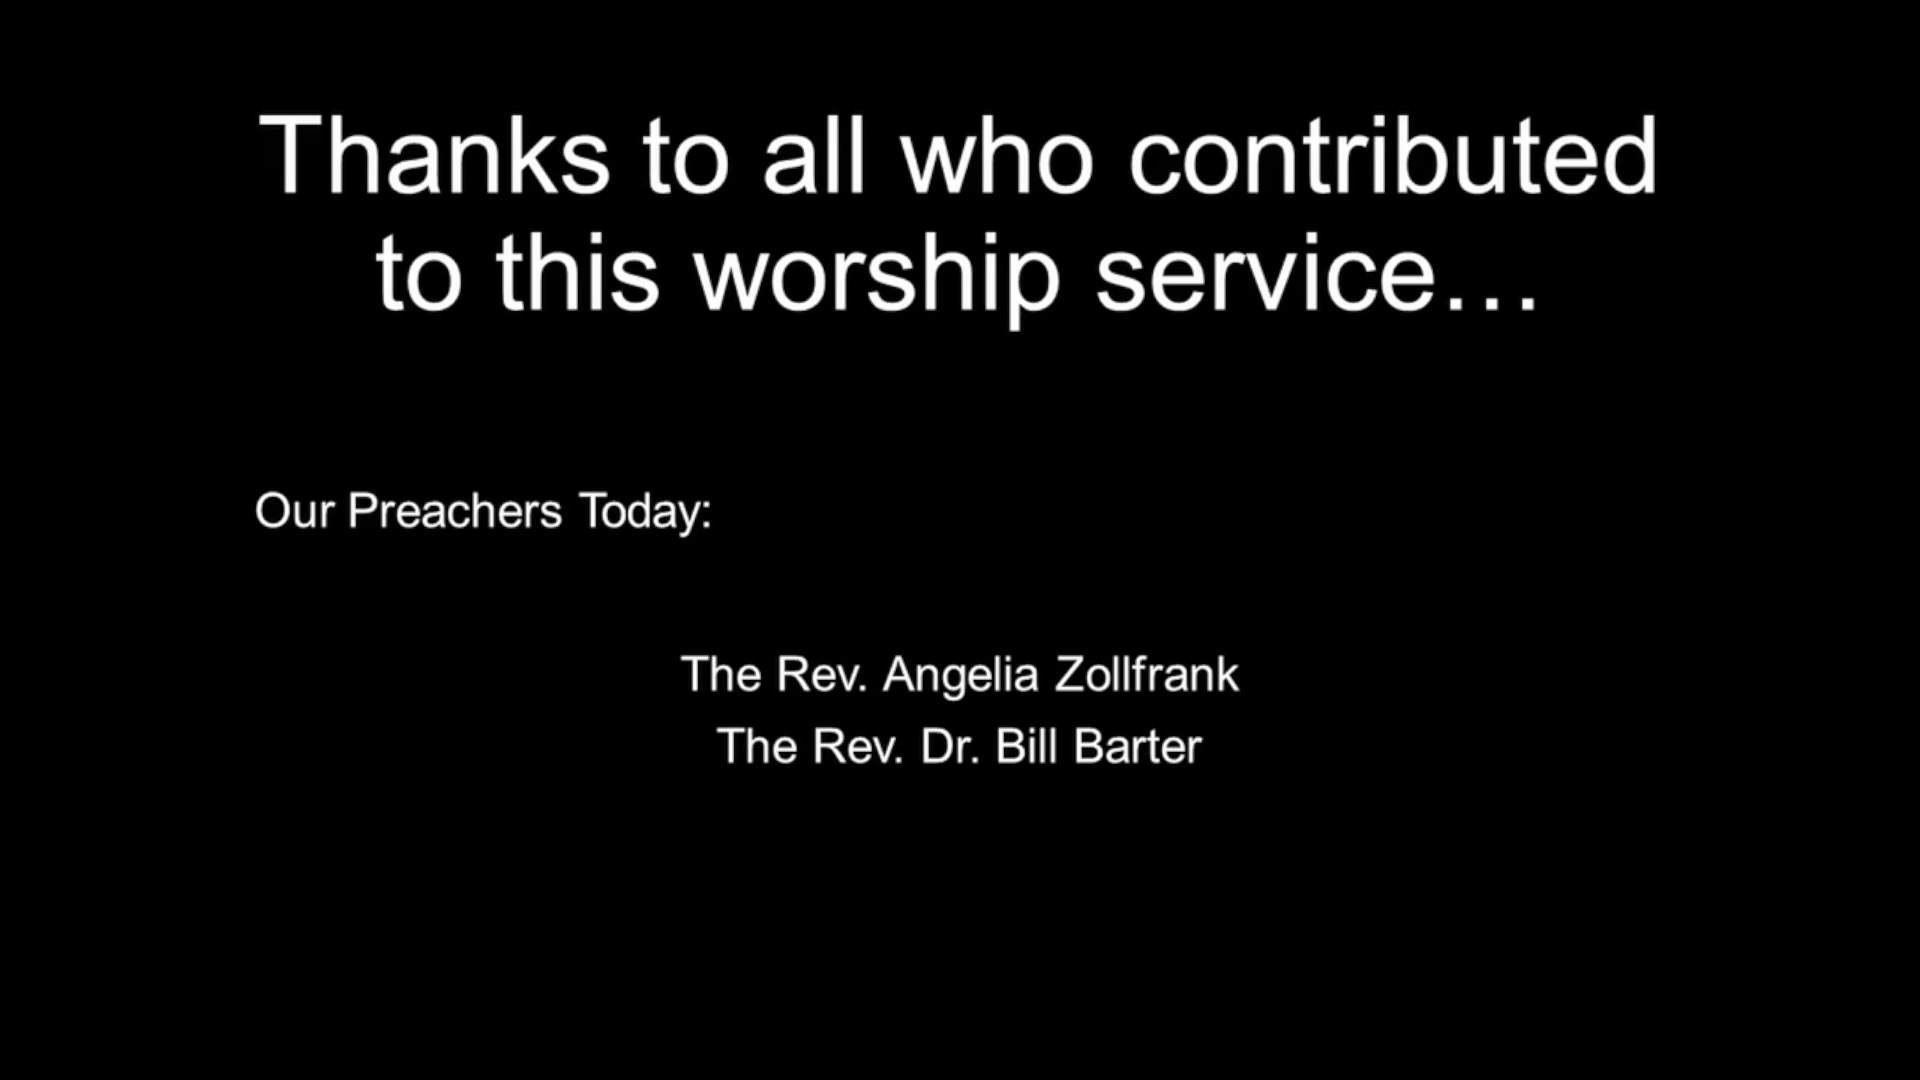 Thanks to all who contributed
to this worship service…
Our Preachers Today:
The Rev. Angelia Zollfrank
The Rev. Dr. Bill Barter